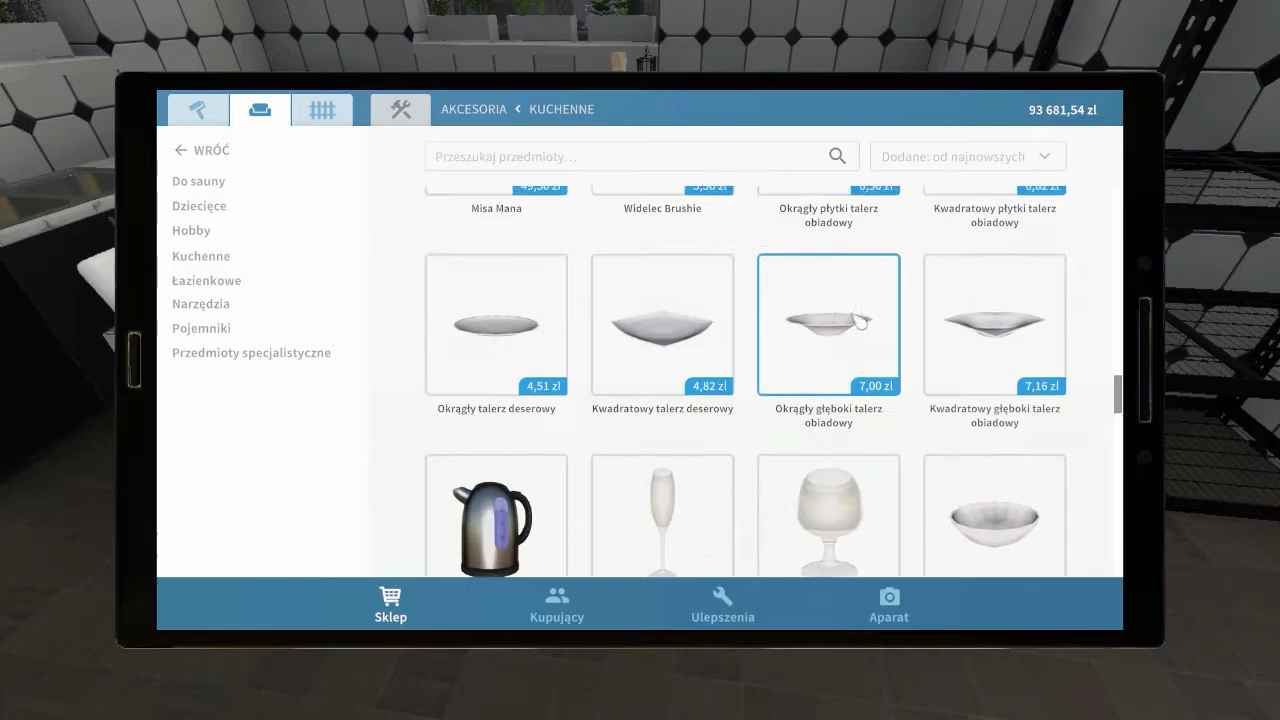 AKCESORIA < KUCHENNE
93 681,54 zl
WRÓĆ
Przeszukaj przedmioty...
Dodane: od najnowszych
Do sauny
Dziecięce
Hobby
Kuchenne
Łazienkowe
Narzędzia
Pojemniki
Przedmioty specjalistyczne
Misa Mana
Widelec Brushie
Okrągły płytki talerz
obiadowy
Kwadratowy płytki talerz
obiadowy
4,51 zl
4,82 zl
7,00 zl
7,16 zl
Okrągły talerz deserowy
Kwadratowy talerz deserowy
Okrągły głęboki talerz
obiadowy
Kwadratowy głęboki talerz
obiadowy
Sklep
Kupujący
Ulepszenia
Aparat